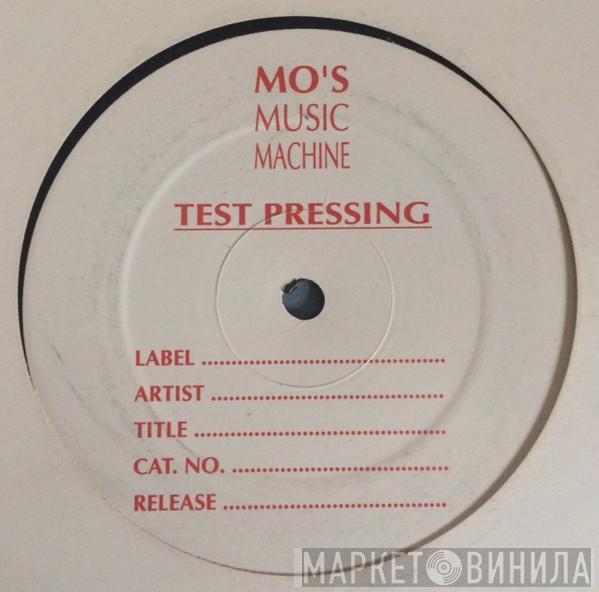 MO'S
MUSIC
MACHINE
TEST PRESSING
LABEL ..........................................
ARTIST ........................................
TITLE ...........................................
CAT. NO. .....................................
RELEASE ......................................
МАРКЕТ ВИНИЛА